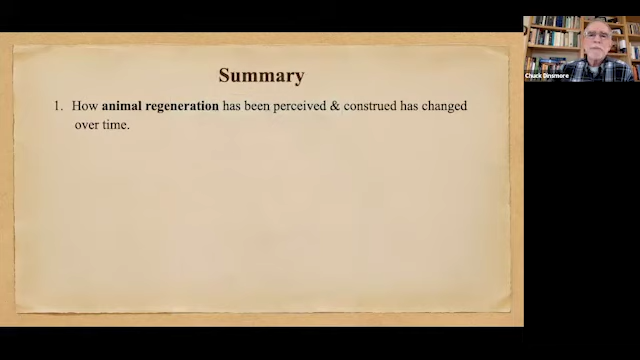 Summary
1. How animal regeneration has been perceived & construed has changed
over time.
Chuck Dinsmore